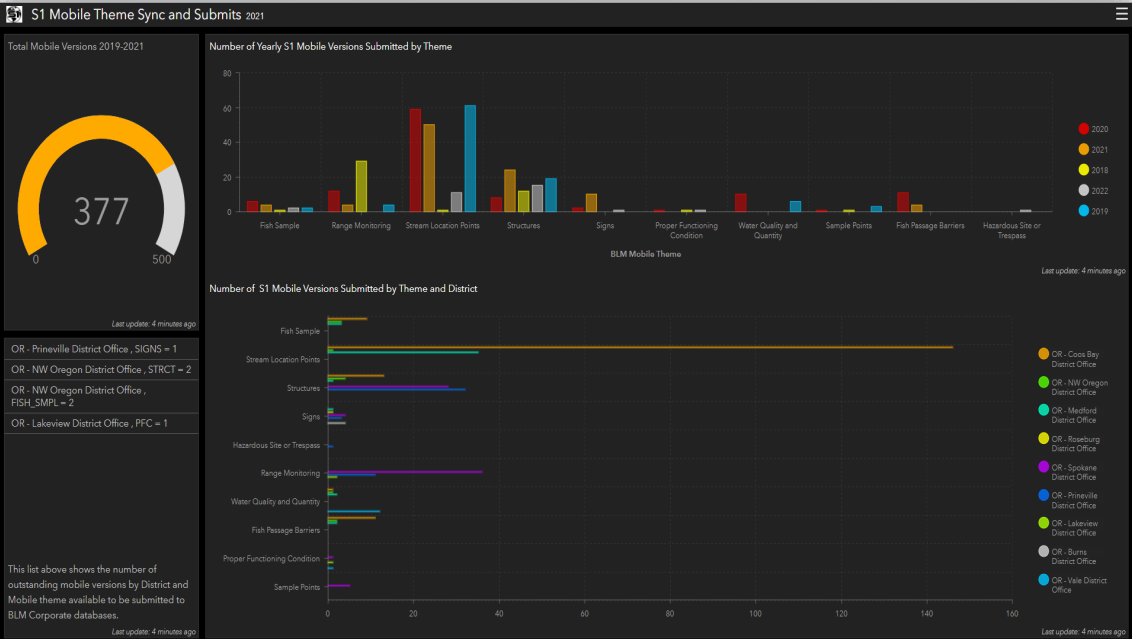 S1 Mobile Theme Sync and Submits 2021
Total Mobile Versions 2019-2021
377
0
500
Last update: 4 minutes ago
OR - Prineville District Office , SIGNS = 1
OR - NW Oregon District Office , STRCT = 2
OR - NW Oregon District Office ,
FISH_SMPL = 2
OR - Lakeview District Office , PFC = 1
This list above shows the number of
outstanding mobile versions by District and
Mobile theme available to be submitted to
BLM Corporate databases.
Last update: 4 minutes ago
Number of Yearly S1 Mobile Versions Submitted by Theme
80
60
40
20
0
Fish Sample
Range Monitoring
Stream Location Points
Structures
Signs
Proper Functioning
Condition
Water Quality and
Quantity
Sample Points
Fish Passage Barriers
Hazardous Site or
Trespass
BLM Mobile Theme
2020
2021
2018
2022
2019
Last update: 4 minutes ago
Number of S1 Mobile Versions Submitted by Theme and District
Fish Sample
Stream Location Points
Structures
Signs
Hazardous Site or Trespass
Range Monitoring
Water Quality and Quantity
Fish Passage Barriers
Proper Functioning Condition
Sample Points
0
20
40
60
80
100
120
140
160
OR - Coos Bay
District Office
OR - NW Oregon
District Office
OR - Medford
District Office
OR - Roseburg
District Office
OR - Spokane
District Office
OR - Prineville
District Office
OR - Lakeview
District Office
OR - Burns
District Office
OR - Vale District
Office
Last update: 4 minutes ago